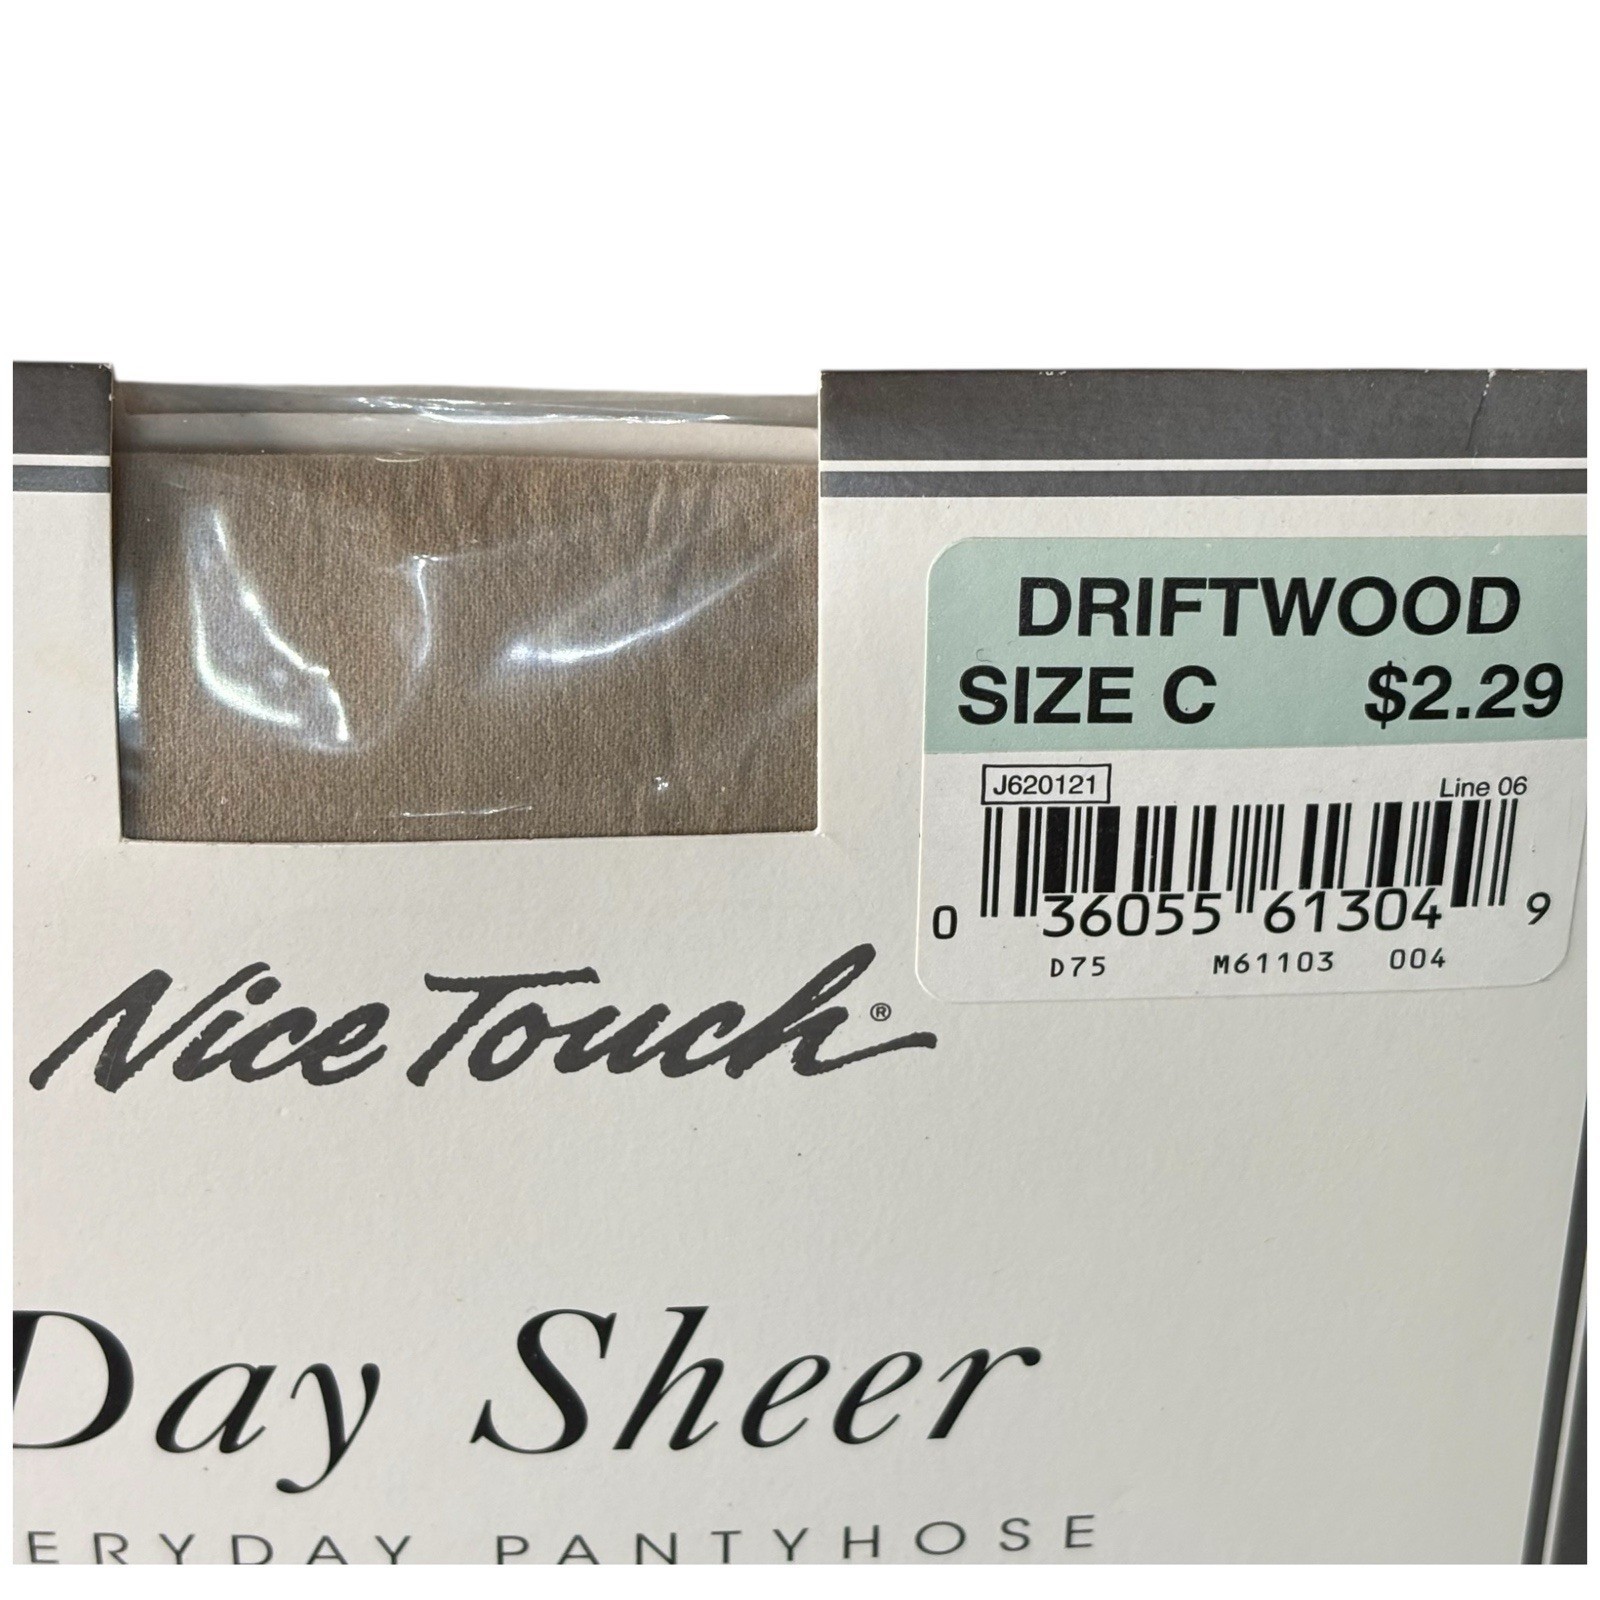 DRIFTWOOD
SIZE C $2.29
J620121 Line 06
0 36055 61304 9
D75 M61103 004
Nice Touch®
Day Sheer
ERYDAY PANTYHOSE